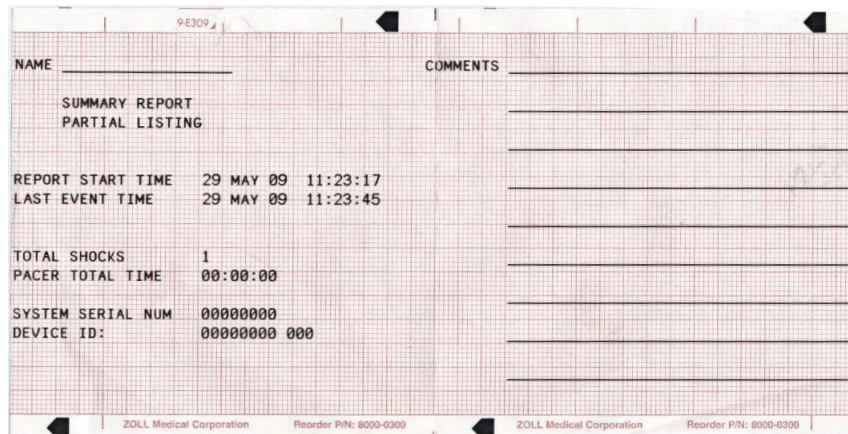 9-E309
NAME
COMMENTS
SUMMARY REPORT
PARTIAL LISTING
REPORT START TIME 29 MAY 09 11:23:17
LAST EVENT TIME 29 MAY 09 11:23:45
TOTAL SHOCKS 1
PACER TOTAL TIME 00:00:00
SYSTEM SERIAL NUM 00000000
DEVICE ID: 00000000 000
ZOLL Medical Corporation Reorder P/N: 8000-0300 ZOLL Medical Corporation Reorder P/N: 8000-0300